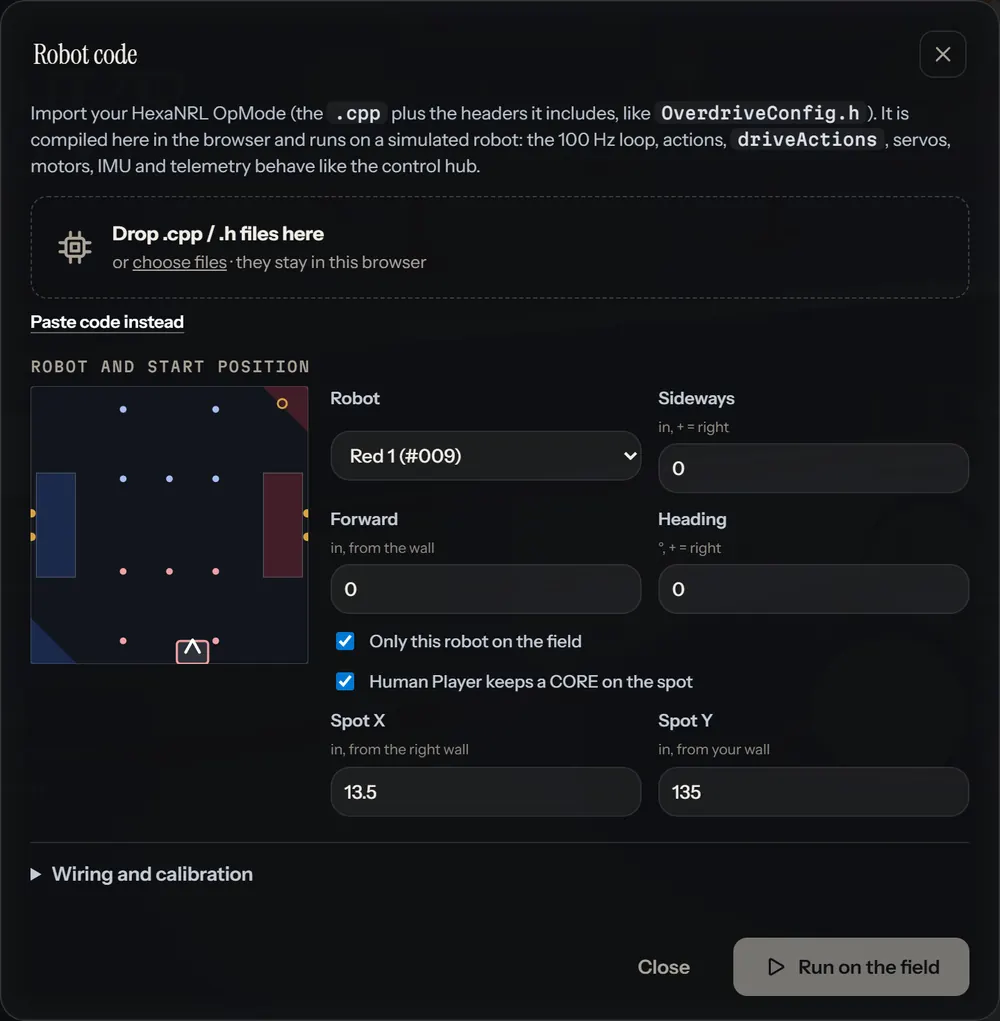 Robot code
Import your HexaNRL OpMode (the .cpp plus the headers it includes, like OverdriveConfig.h ). It is
compiled here in the browser and runs on a simulated robot: the 100 Hz loop, actions, driveActions , servos,
motors, IMU and telemetry behave like the control hub.
Drop .cpp / .h files here
or choose files · they stay in this browser
Paste code instead
ROBOT AND START POSITION
Robot
Red 1 (#009)
Sideways
in, + = right
0
Forward
in, from the wall
0
Heading
°, + = right
0
Only this robot on the field
Human Player keeps a CORE on the spot
Spot X
in, from the right wall
13.5
Spot Y
in, from your wall
135
Wiring and calibration
Close
Run on the field